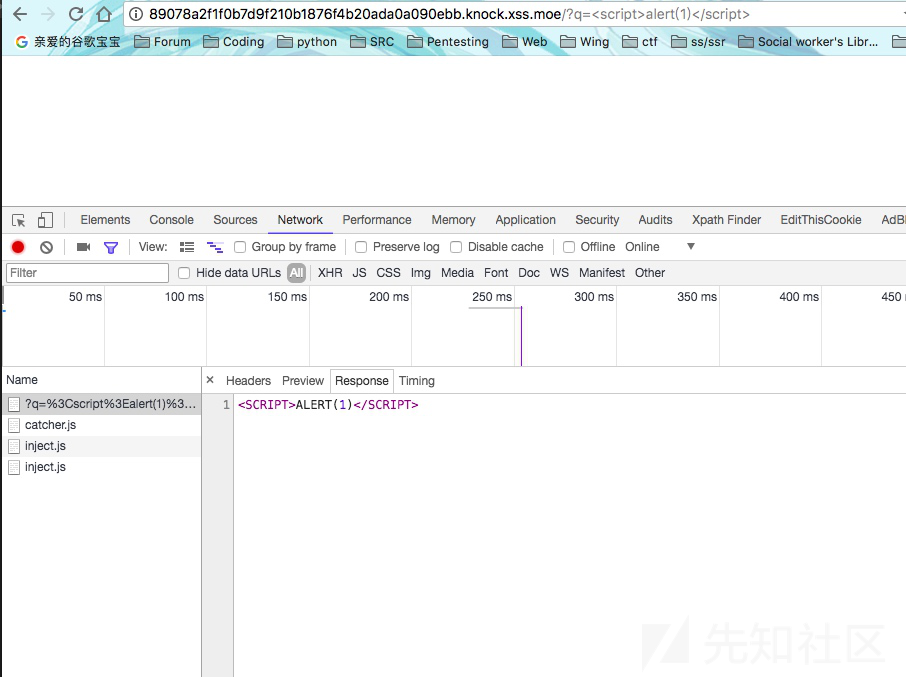 89078a2f1f0b7d9f210b1876f4b20ada0a090ebb.knock.xss.moe/?q=<script>alert(1)</script>
亲爱的谷歌宝宝 Forum Coding python SRC Pentesting Web Wing ctf ss/ssr Social worker's Libr...
Elements Console Sources Network Performance Memory Application Security Audits Xpath Finder EditThisCookie AdBl
View: Group by frame Preserve log Disable cache Offline Online
Filter Hide data URLs All XHR JS CSS Img Media Font Doc WS Manifest Other
50 ms 100 ms 150 ms 200 ms 250 ms 300 ms 350 ms 400 ms 450
Name × Headers Preview Response Timing
?q=%3Cscript%3Ealert(1)%3... 1 <SCRIPT>ALERT(1)</SCRIPT>
catcher.js
inject.js
inject.js
先知社区